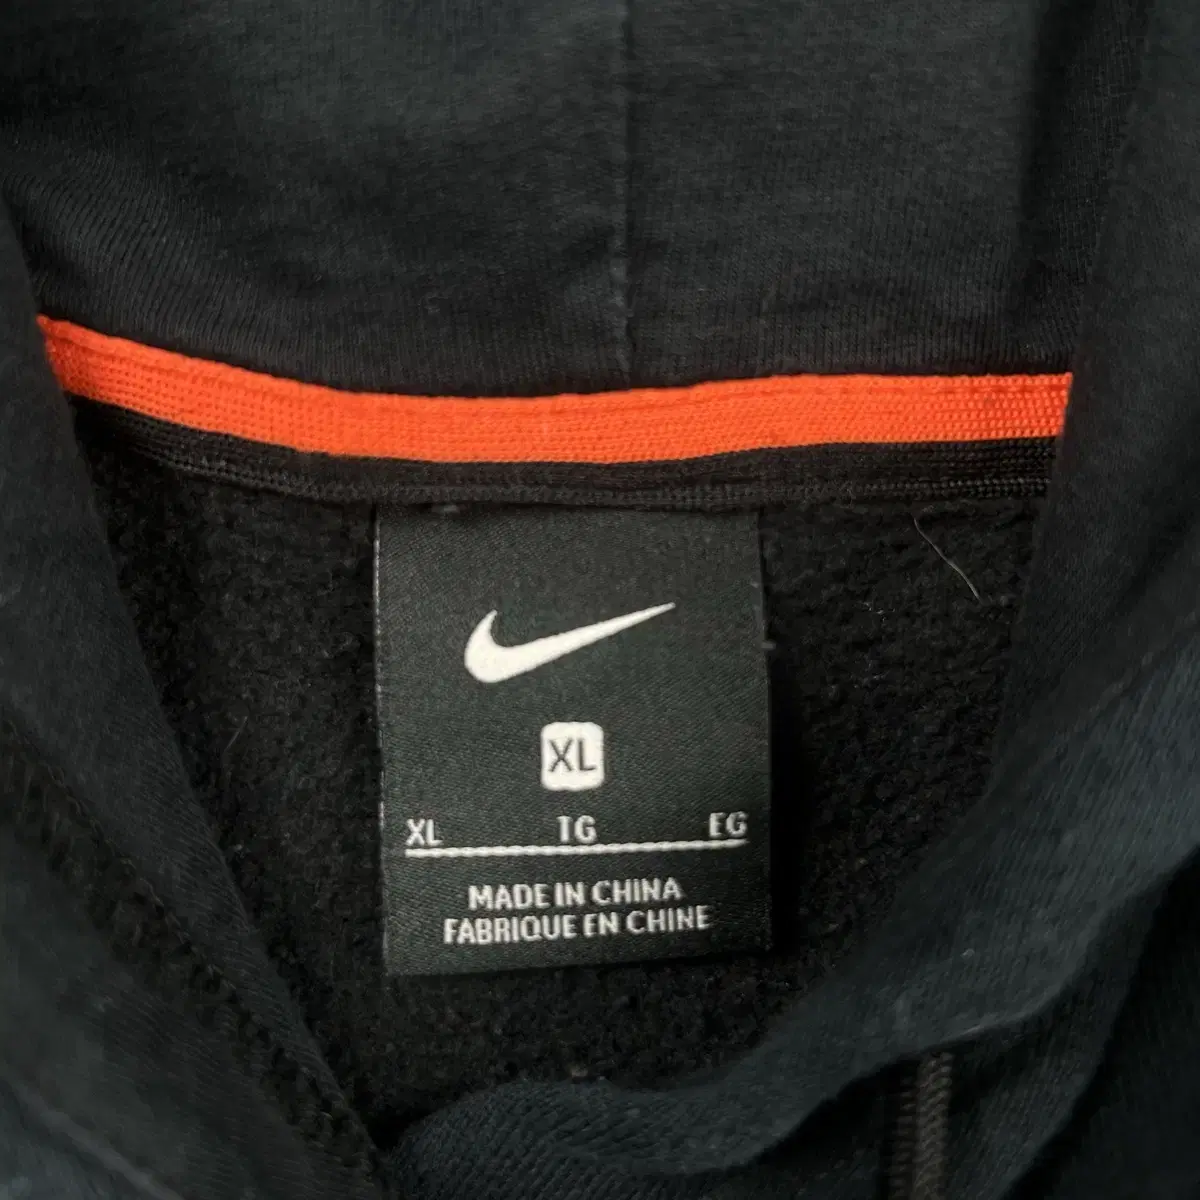 XL
XL TG EG
MADE IN CHINA
FABRIQUE EN CHINE